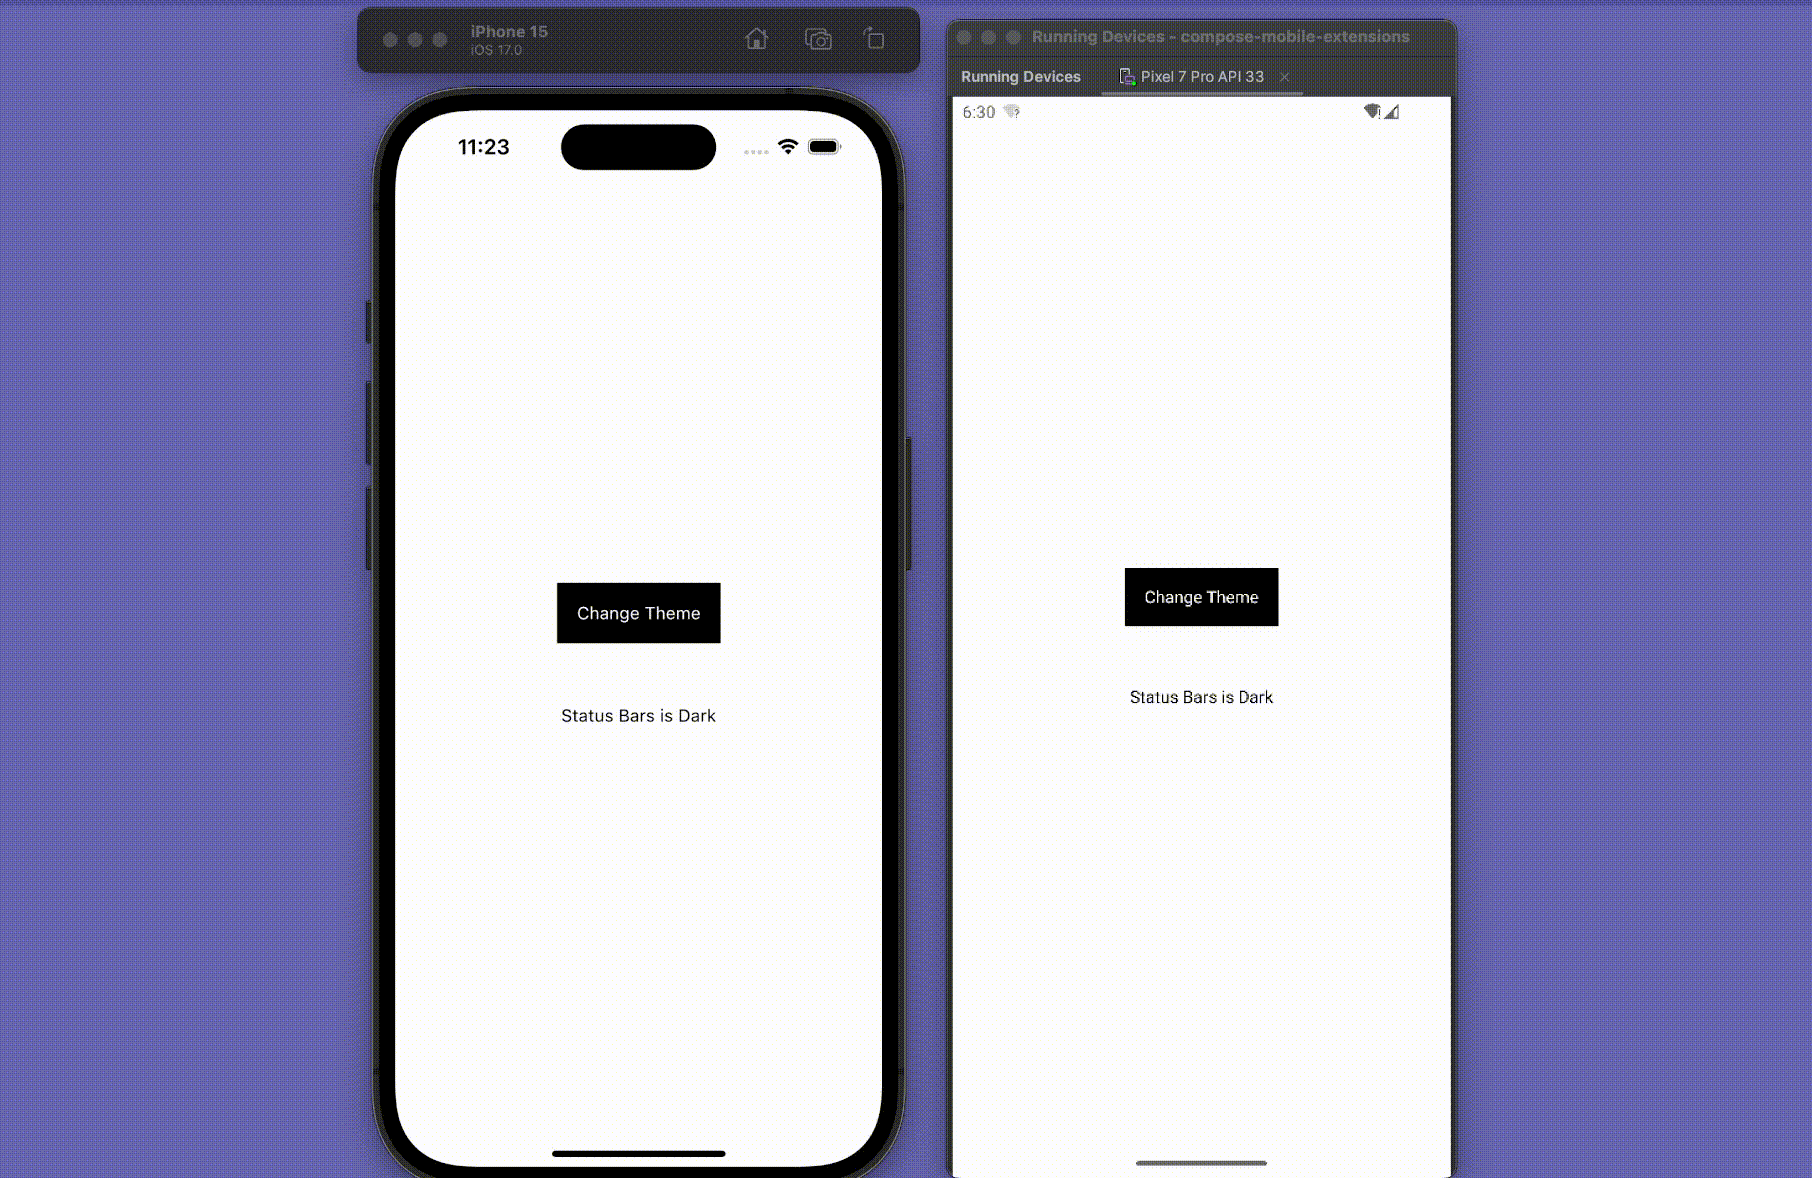 iPhone 15
iOS 17.0
11:23
Change Theme
Status Bars is Dark
Running Devices - compose-mobile-extensions
Running Devices
Pixel 7 Pro API 33
6:30
Change Theme
Status Bars is Dark